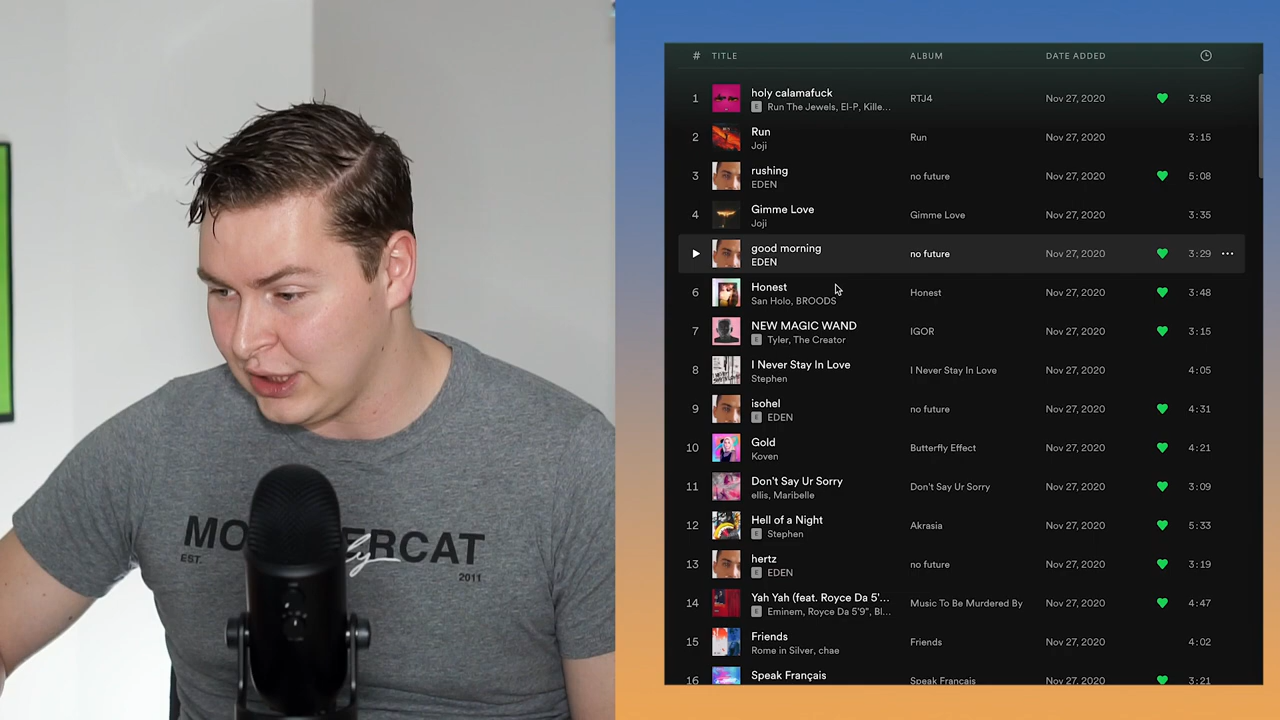 # TITLE ALBUM DATE ADDED
1 holy calamafuck RTJ4 Nov 27, 2020 3:58
E Run The Jewels, El-P, Kille...
2 Run Run Nov 27, 2020 3:15
Joji
3 rushing no future Nov 27, 2020 5:08
EDEN
4 Gimme Love Gimme Love Nov 27, 2020 3:35
Joji
good morning no future Nov 27, 2020 3:29 ...
EDEN
6 Honest Honest Nov 27, 2020 3:48
San Holo, BROODS
7 NEW MAGIC WAND IGOR Nov 27, 2020 3:15
E Tyler, The Creator
8 I Never Stay In Love I Never Stay In Love Nov 27, 2020 4:05
Stephen
9 isohel no future Nov 27, 2020 4:31
E EDEN
10 Gold Butterfly Effect Nov 27, 2020 4:21
Koven
11 Don't Say Ur Sorry Don't Say Ur Sorry Nov 27, 2020 3:09
ellis, Maribelle
12 Hell of a Night Akrasia Nov 27, 2020 5:33
E Stephen
13 hertz no future Nov 27, 2020 3:19
E EDEN
14 Yah Yah (feat. Royce Da 5'... Music To Be Murdered By Nov 27, 2020 4:47
E Eminem, Royce Da 5'9", Bl...
15 Friends Friends Nov 27, 2020 4:02
Rome in Silver, chae
16 Speak Français Speak Français Nov 27, 2020 3:21
EST.
2011